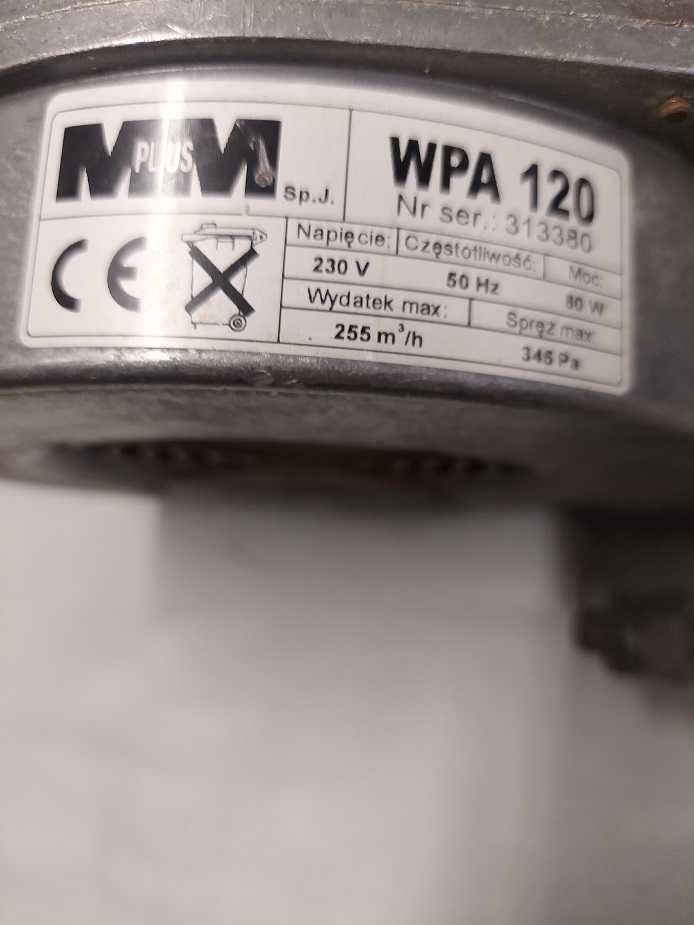 M PLUS M Sp.J.
WPA 120
Nr ser.: 313380
CE
Napięcie: Częstotliwość: Moc:
230 V 50 Hz 80 W
Wydatek max: Spręż max:
255 m³/h 345 Pa